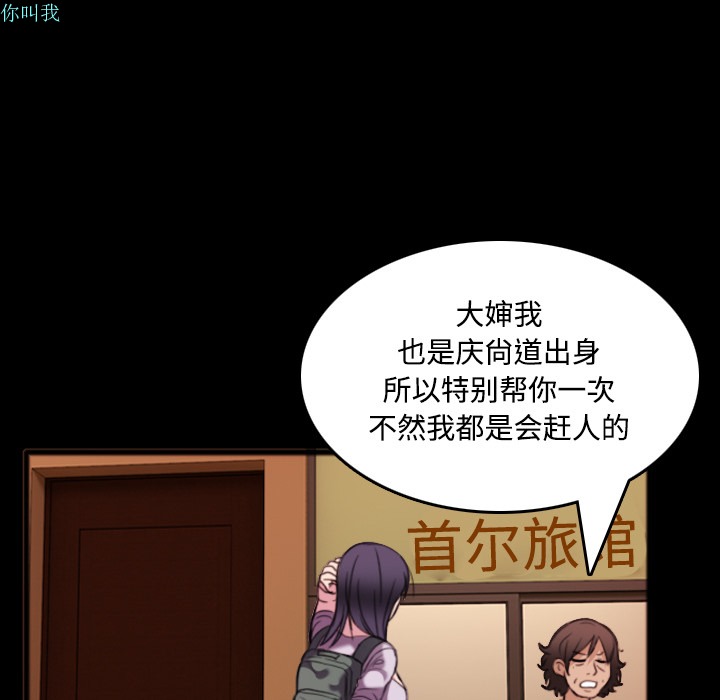 你叫我
大婶我
也是庆尙道出身
所以特别帮你一次
不然我都是会赶人的
首尔旅馆